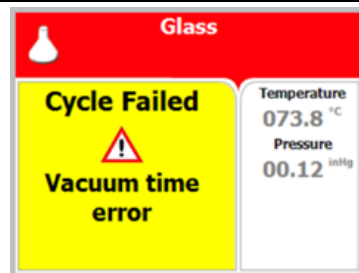 Glass
Cycle Failed
Vacuum time
error
Temperature
073.8 °C
Pressure
00.12 inHg